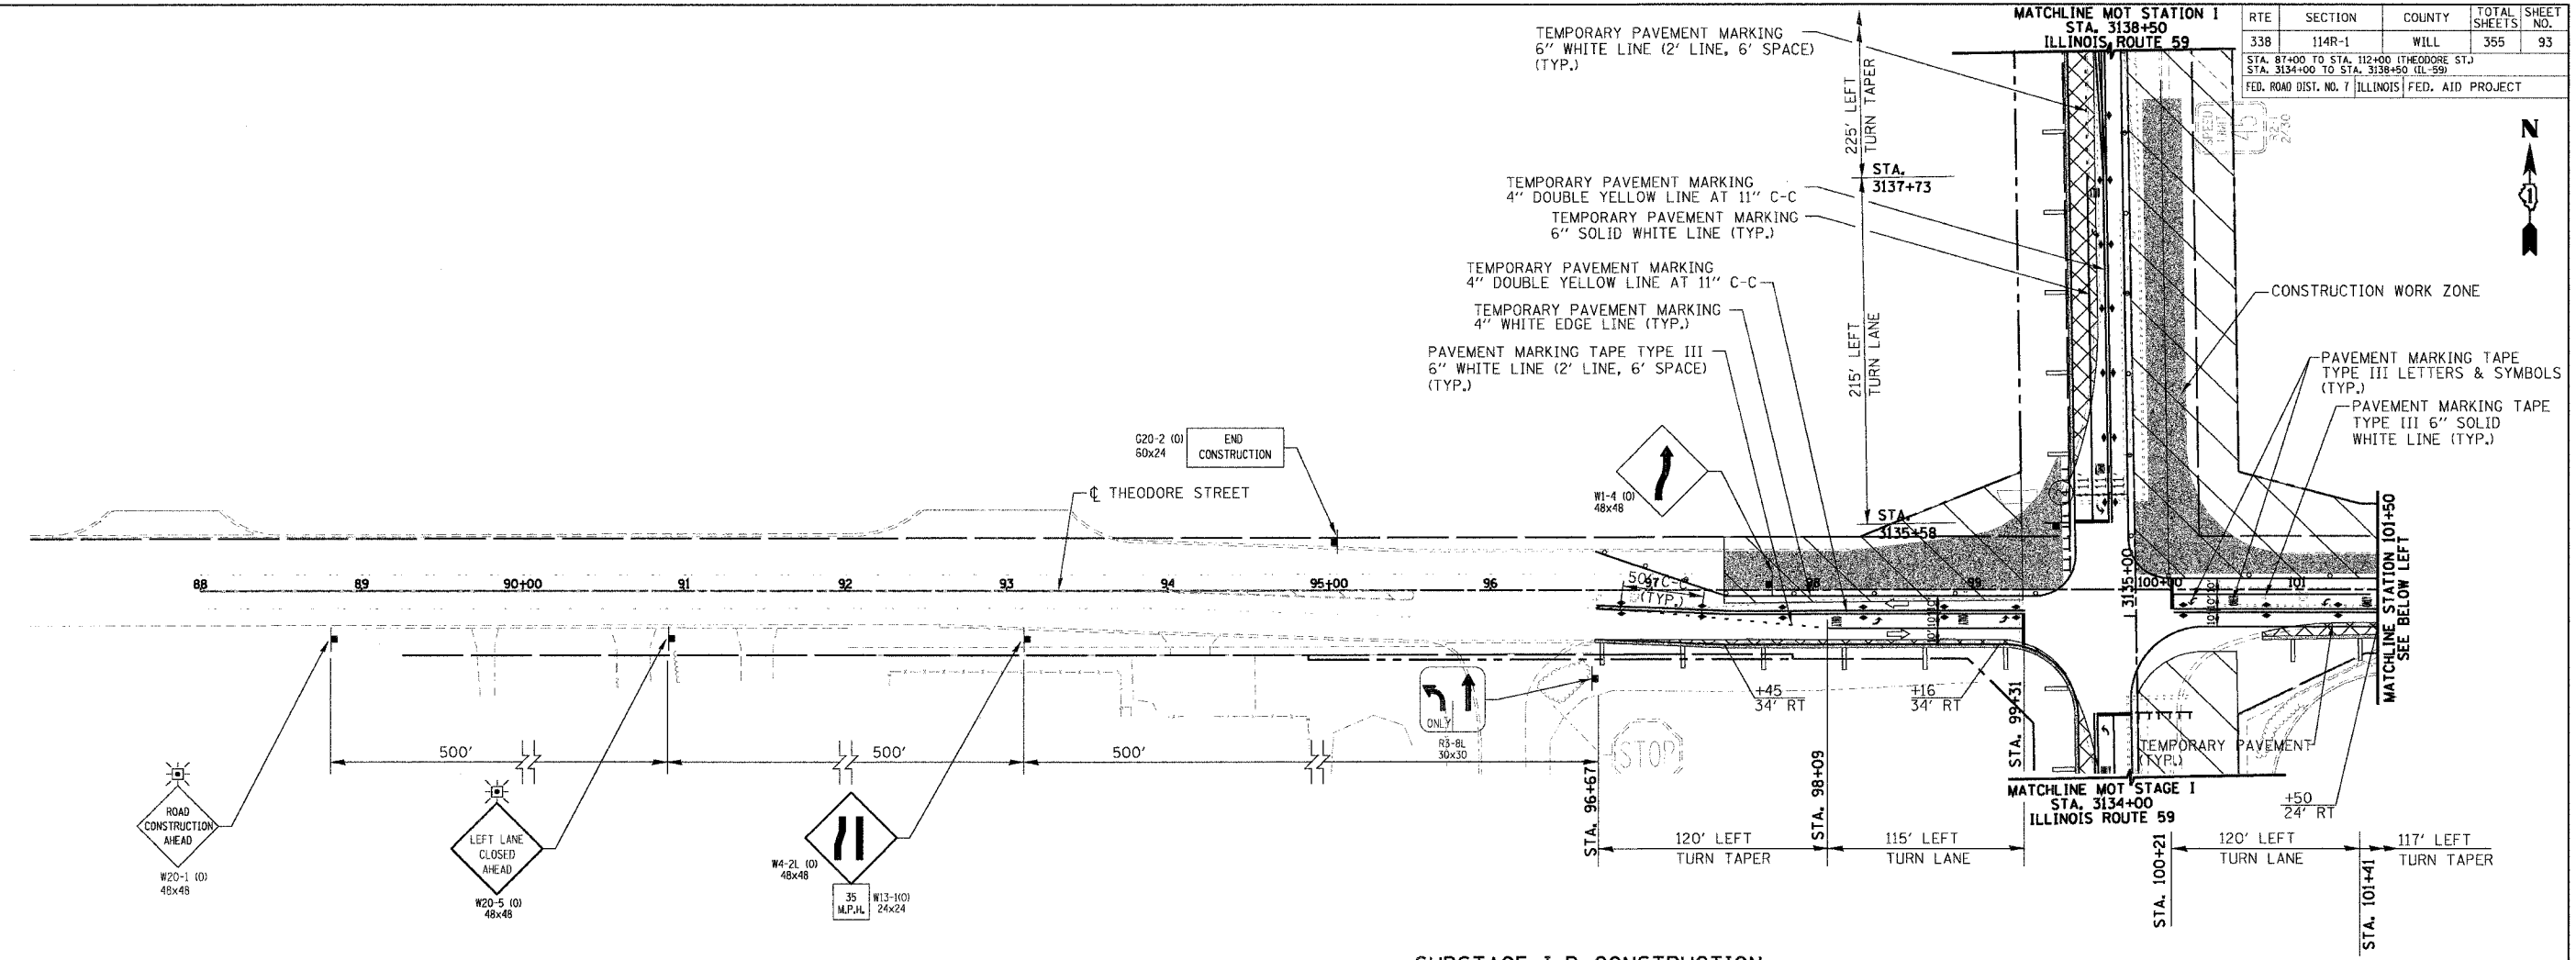 MATCHLINE MOT STATION I
STA. 3138+50
ILLINOIS ROUTE 59
RTE SECTION COUNTY TOTAL SHEETS SHEET NO.
338 114R-1 WILL 355 93
STA. 87+00 TO STA. 112+00 (THEODORE ST.)
STA. 3134+00 TO STA. 3138+50 (IL-59)
FED. ROAD DIST. NO. 7 ILLINOIS FED. AID PROJECT
TEMPORARY PAVEMENT MARKING
6" WHITE LINE (2' LINE, 6' SPACE)
(TYP.)
225' LEFT
TURN TAPER
SPEED
LIMIT
45
N
1
STA.
3137+73
TEMPORARY PAVEMENT MARKING
4" DOUBLE YELLOW LINE AT 11" C-C
TEMPORARY PAVEMENT MARKING
6" SOLID WHITE LINE (TYP.)
TEMPORARY PAVEMENT MARKING
4" DOUBLE YELLOW LINE AT 11" C-C
TEMPORARY PAVEMENT MARKING
4" WHITE EDGE LINE (TYP.)
PAVEMENT MARKING TAPE TYPE III
6" WHITE LINE (2' LINE, 6' SPACE)
(TYP.)
215' LEFT
TURN LANE
CONSTRUCTION WORK ZONE
PAVEMENT MARKING TAPE
TYPE III LETTERS & SYMBOLS
(TYP.)
PAVEMENT MARKING TAPE
TYPE III 6" SOLID
WHITE LINE (TYP.)
G20-2 (O)
60x24
END
CONSTRUCTION
℄ THEODORE STREET
W1-4 (O)
48x48
STA.
3135+58
88 89 90+00 91 92 93 94 95+00 96 97 98 99 100+00 101
50' C-C
(TYP.)
3135+00
10' 10' 10'
10' 10' 10'
MATCHLINE STATION 101+50
SEE BELOW LEFT
ONLY
R3-8L
30x30
STOP
+45
34' RT
+16
34' RT
STA. 99+31
TEMPORARY PAVEMENT
(TYP.)
+50
24' RT
500' 500' 500'
STA. 96+67
STA. 98+09
MATCHLINE MOT STAGE I
STA. 3134+00
ILLINOIS ROUTE 59
ROAD
CONSTRUCTION
AHEAD
W20-1 (O)
48x48
LEFT LANE
CLOSED
AHEAD
W20-5 (O)
48x48
W4-2L (O)
48x48
35
M.P.H.
W13-1(O)
24x24
120' LEFT
TURN TAPER
115' LEFT
TURN LANE
STA. 100+21
120' LEFT
TURN LANE
STA. 101+41
117' LEFT
TURN TAPER